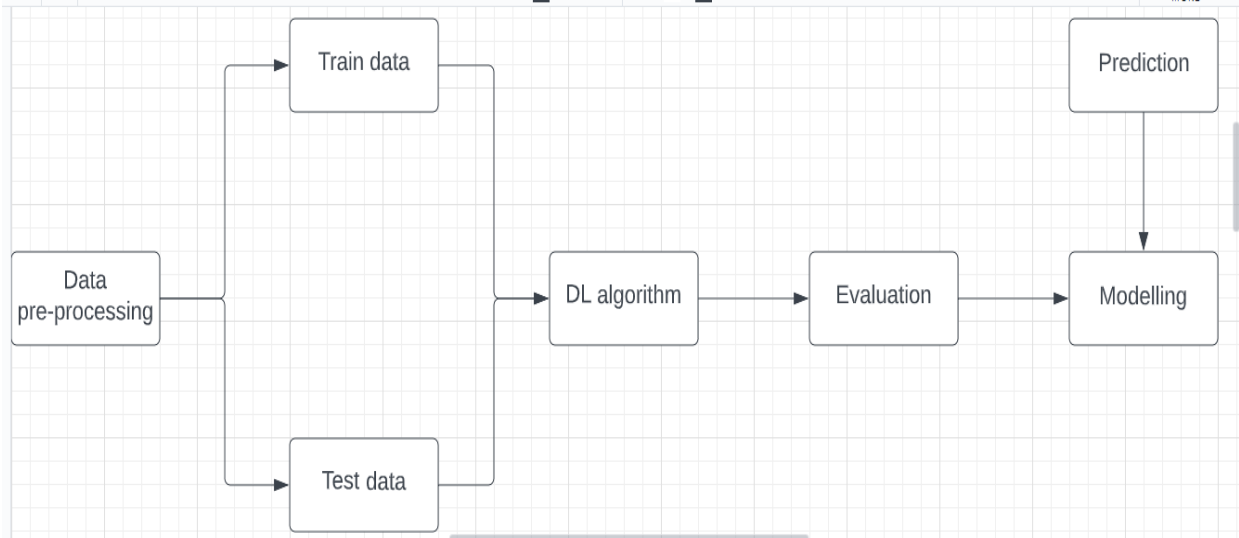 Train data
Prediction
Data
pre-processing
DL algorithm
Evaluation
Modelling
Test data